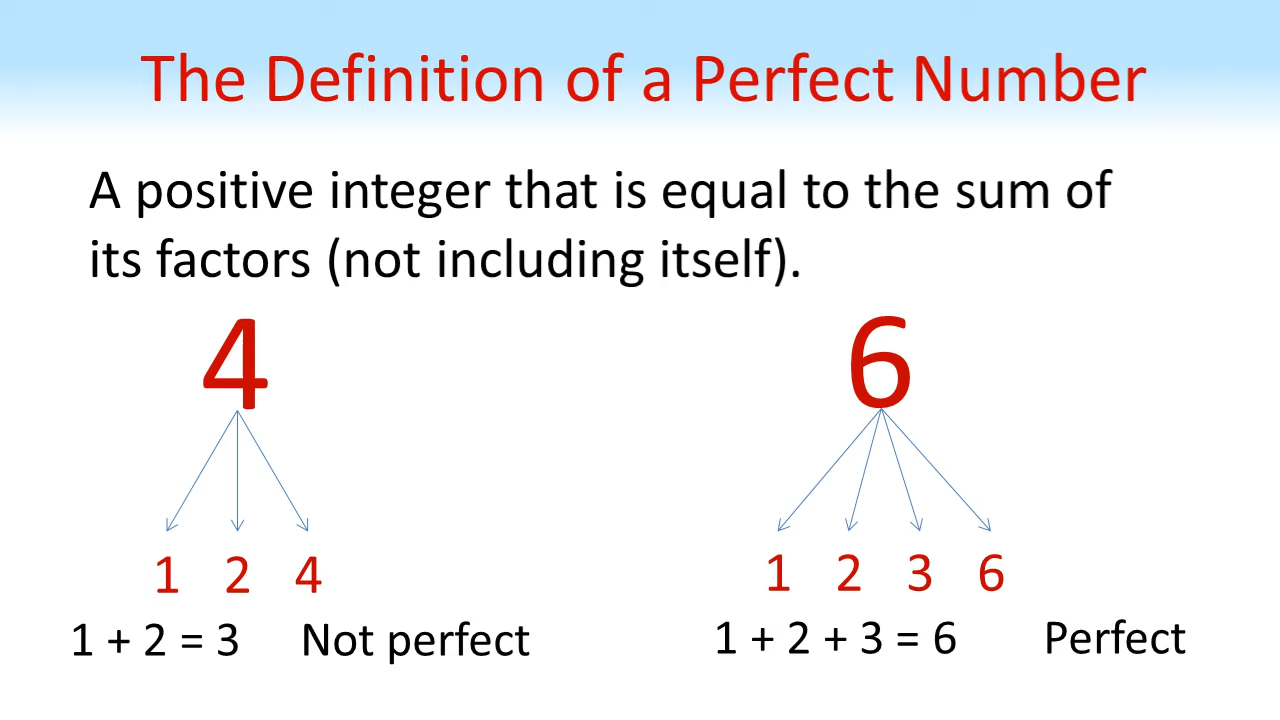 The Definition of a Perfect Number
A positive integer that is equal to the sum of
its factors (not including itself).
4 6
1 2 4 1 2 3 6
1 + 2 = 3 Not perfect 1 + 2 + 3 = 6 Perfect